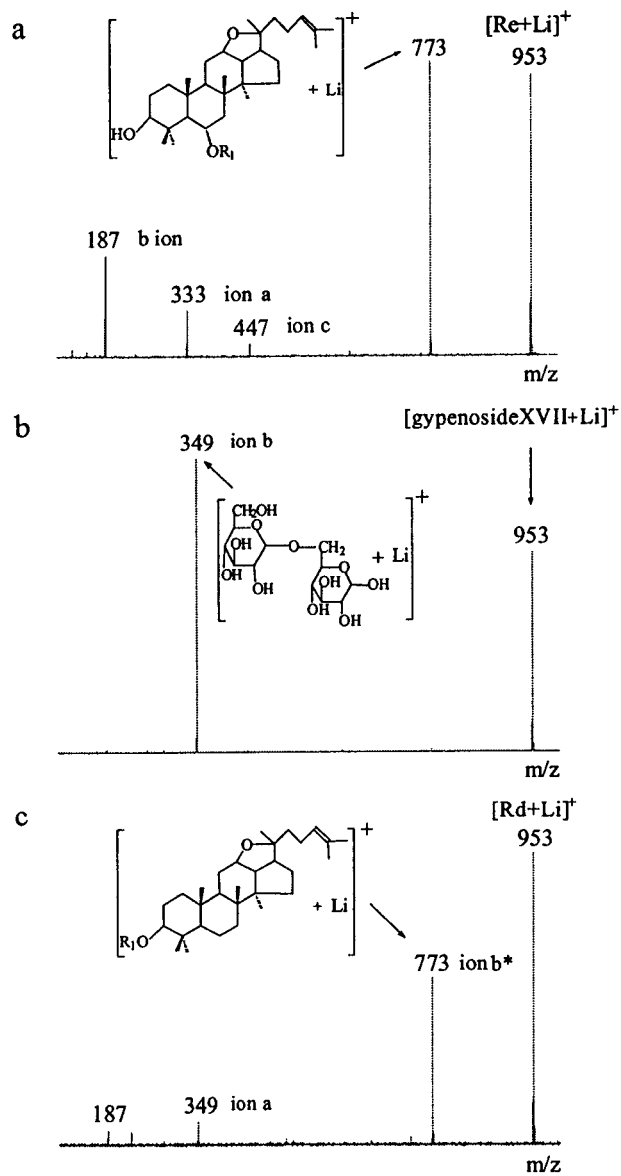 a
O
+
+ Li
HO
OR₁
773
[Re+Li]⁺
953
187 b ion
333 ion a
447 ion c
m/z
b
[gypenosideXVII+Li]⁺
349 ion b
+
CH₂OH
O
OH
OH
OH
O
CH₂
O
OH
OH
OH
OH
+ Li
953
m/z
c
[Rd+Li]⁺
953
O
+
+ Li
R₁O
773 ion b*
187
349 ion a
m/z